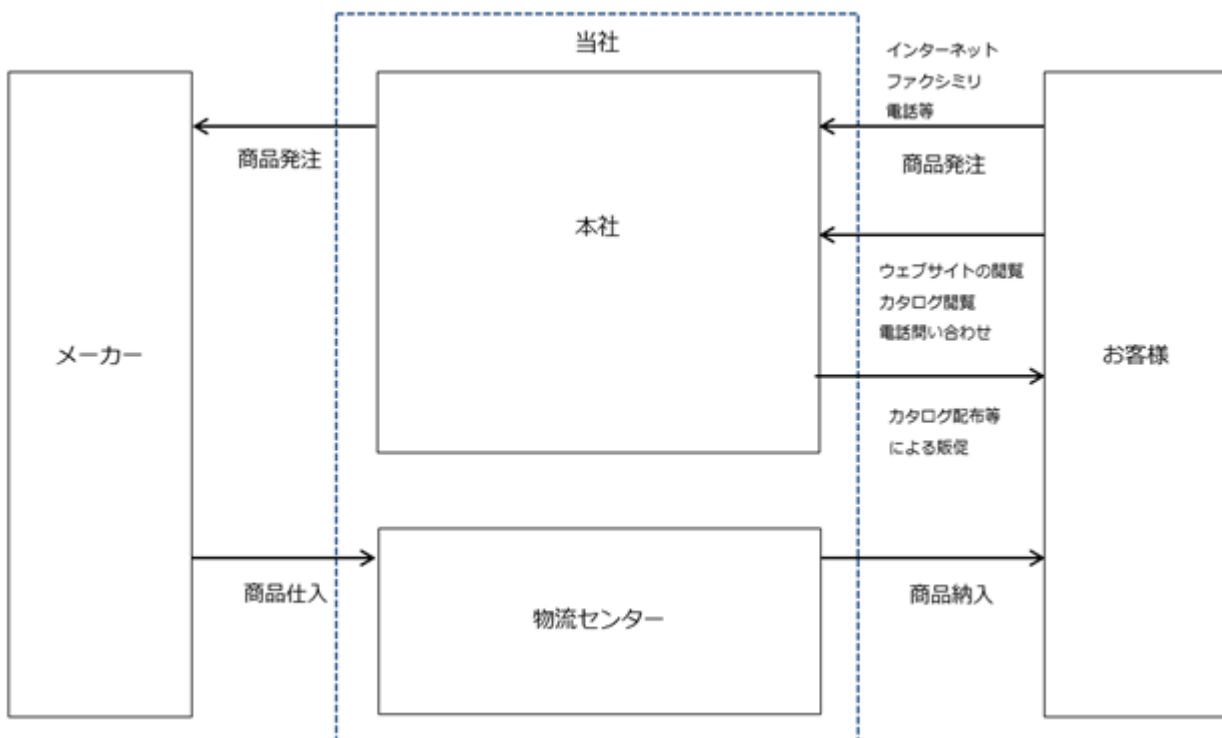 当社
インターネット
ファクシミリ
電話等
商品発注
商品発注
本社
ウェブサイトの閲覧
カタログ閲覧
電話問い合わせ
メーカー
お客様
カタログ配布等
による販促
商品仕入
商品納入
物流センター